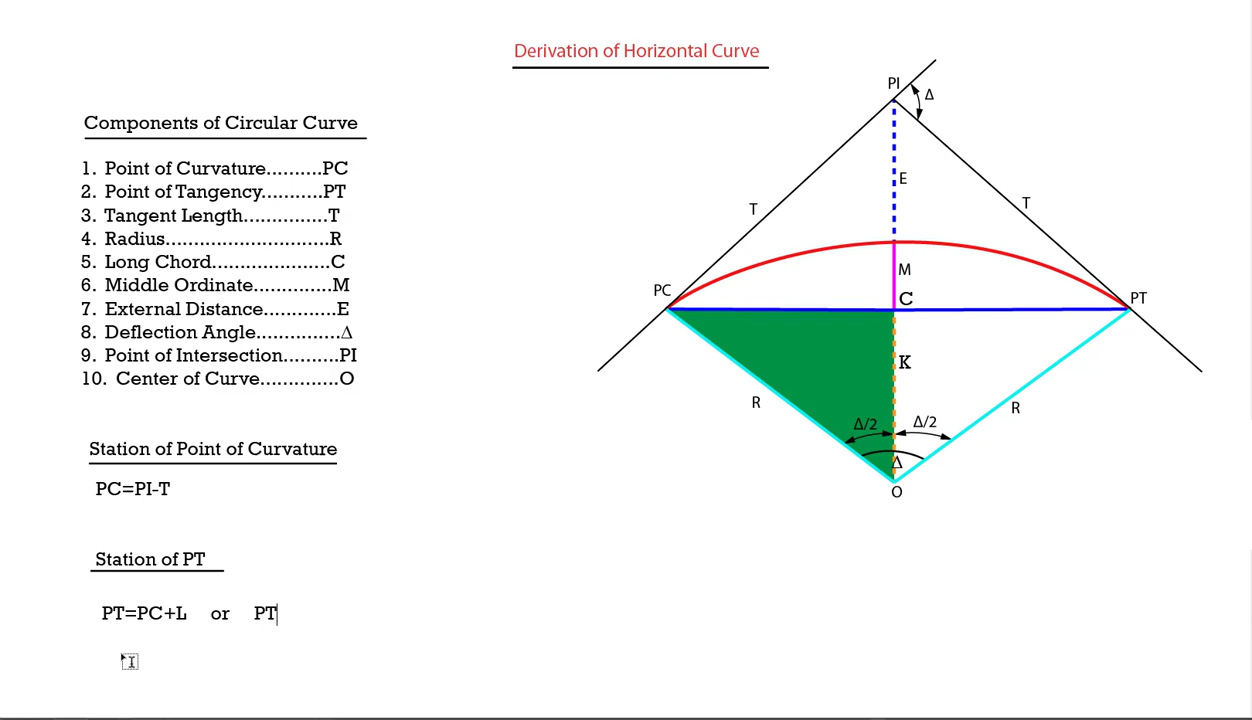 Derivation of Horizontal Curve
Components of Circular Curve
1. Point of Curvature..........PC
2. Point of Tangency...........PT
3. Tangent Length...............T
4. Radius............................R
5. Long Chord.....................C
6. Middle Ordinate..............M
7. External Distance.............E
8. Deflection Angle...............Δ
9. Point of Intersection..........PI
10. Center of Curve..............O
Station of Point of Curvature
PC=PI-T
Station of PT
PT=PC+L or PT
PI
Δ
E
T
T
M
PC
C
PT
K
R
R
Δ/2
Δ/2
Δ
O